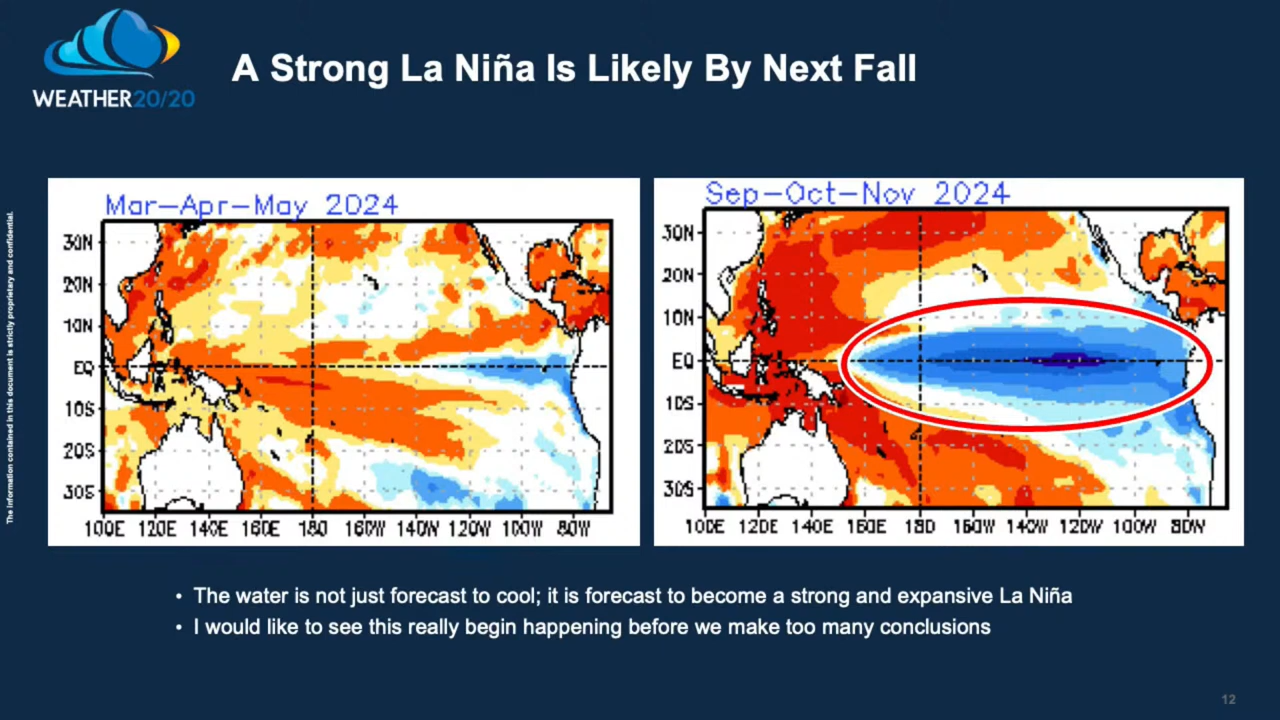 WEATHER20/20
A Strong La Niña Is Likely By Next Fall
The information contained in this document is strictly proprietary and confidential.
Mar-Apr-May 2024
30N
20N
10N
EQ
10S
20S
30S
100E 120E 140E 160E 180 160W 140W 120W 100W 80W
Sep-Oct-Nov 2024
30N
20N
10N
EQ
10S
20S
30S
100E 120E 140E 160E 180 160W 140W 120W 100W 80W
• The water is not just forecast to cool; it is forecast to become a strong and expansive La Niña
• I would like to see this really begin happening before we make too many conclusions
12